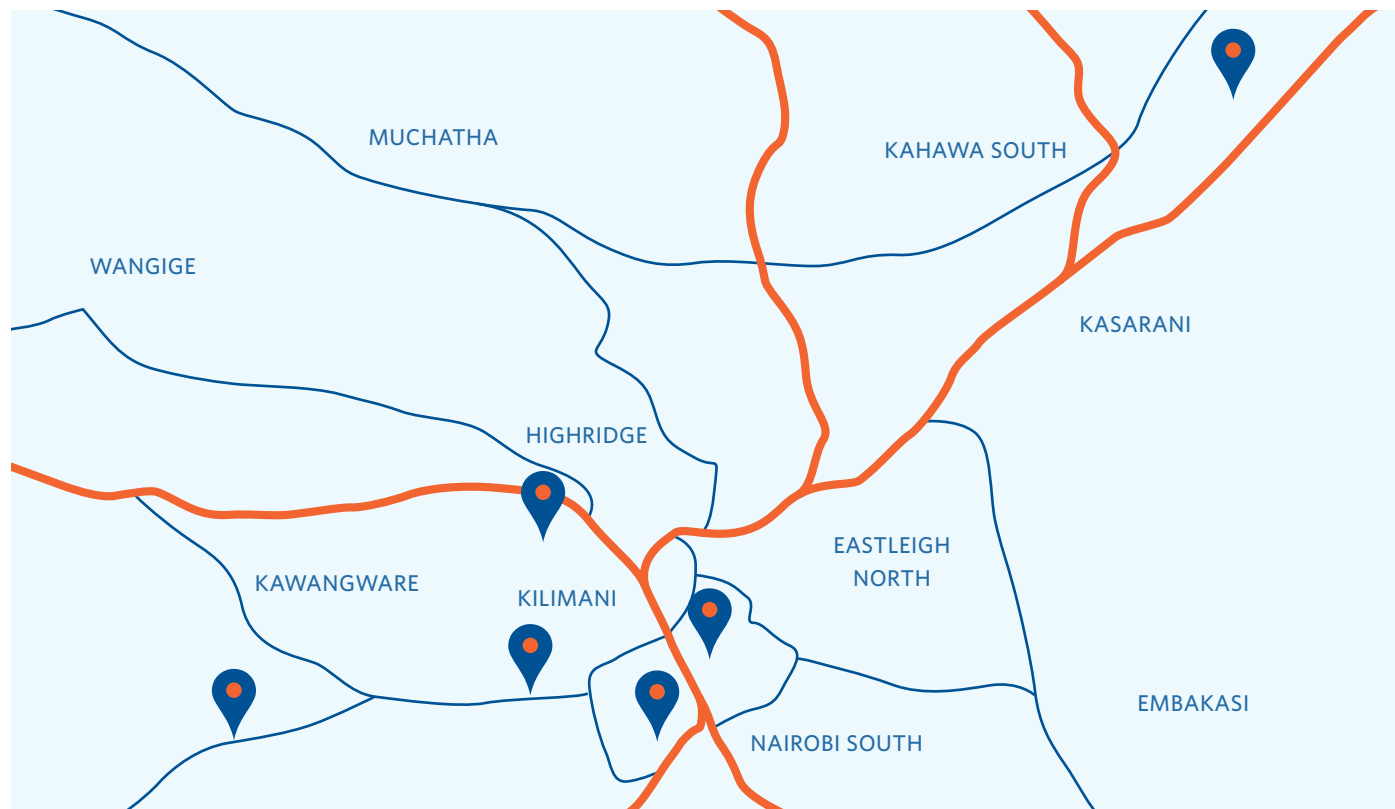 MUCHATHA
KAHAWA SOUTH
WANGIGE
KASARANI
HIGHRIDGE
EASTLEIGH
NORTH
KAWANGWARE
KILIMANI
EMBAKASI
NAIROBI SOUTH